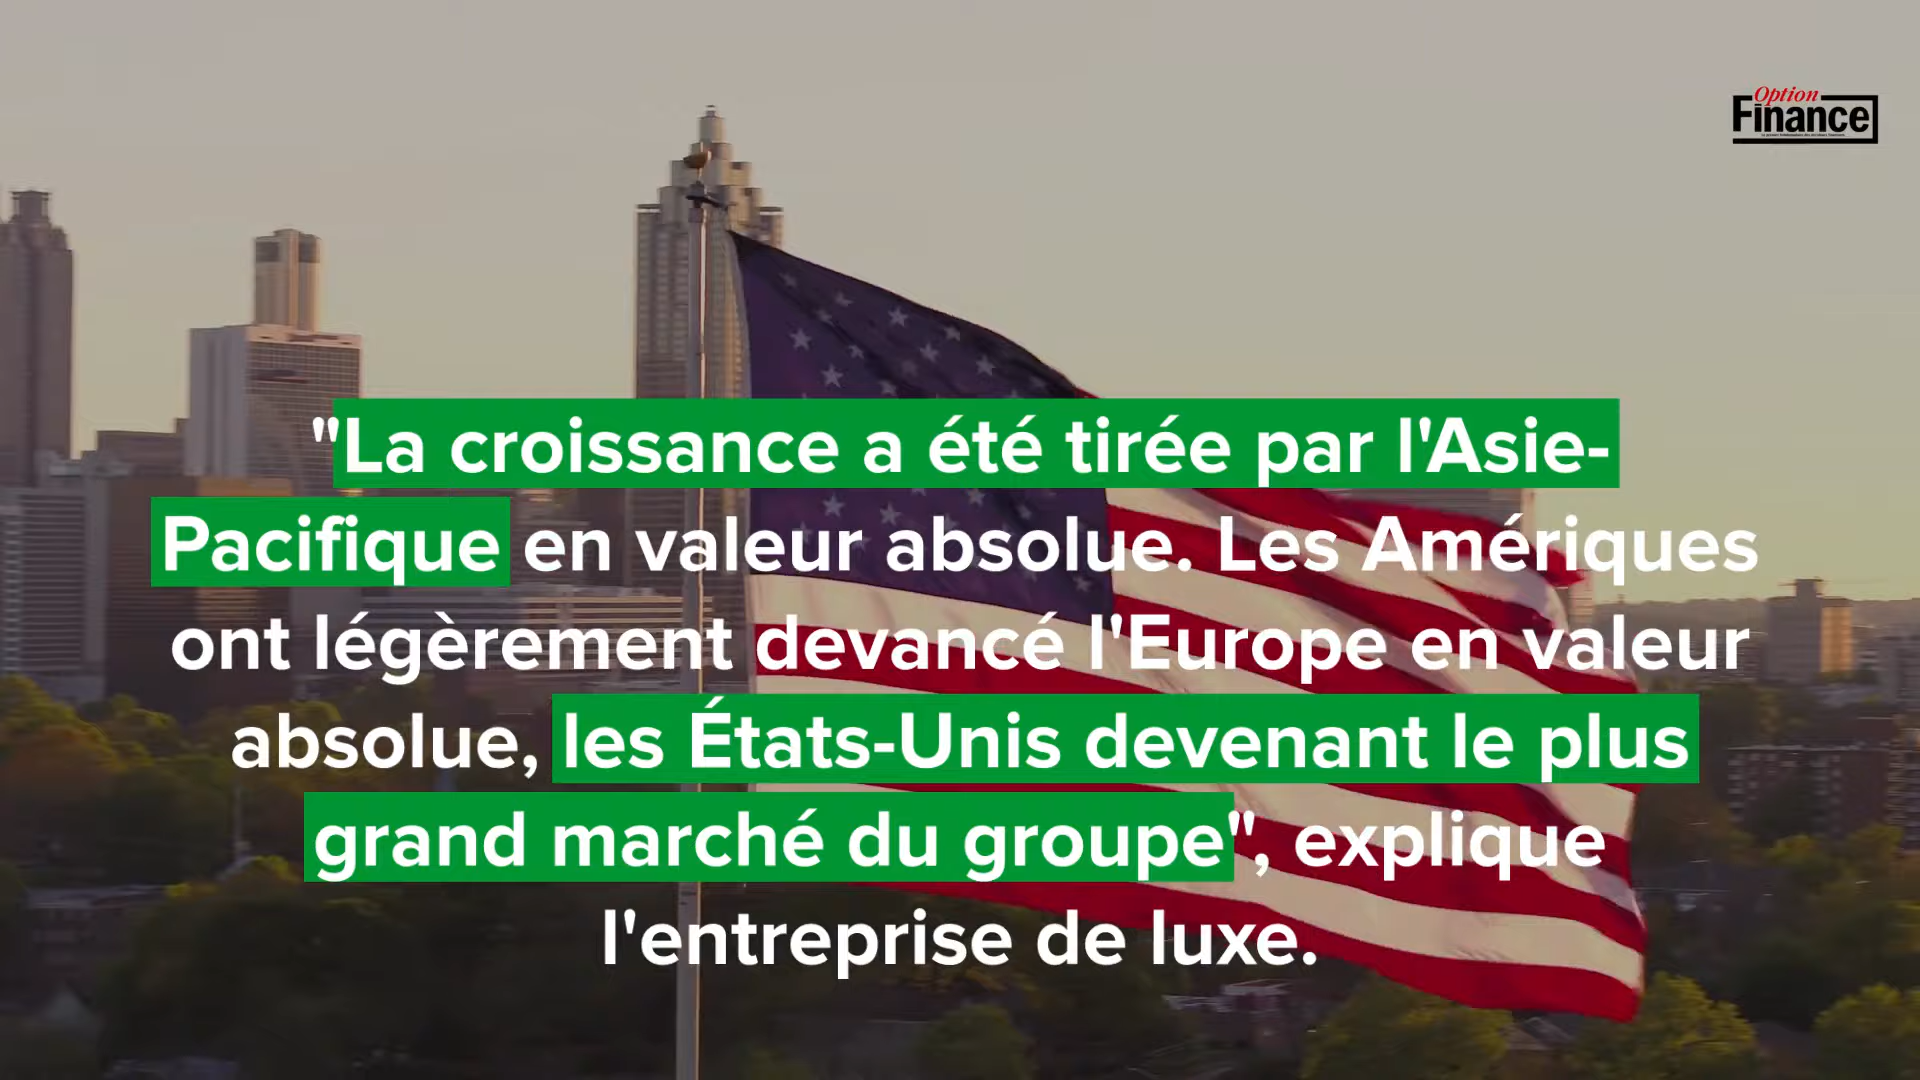 Option
Finance
"La croissance a été tirée par l'Asie-
Pacifique en valeur absolue. Les Amériques
ont légèrement devancé l'Europe en valeur
absolue, les États-Unis devenant le plus
grand marché du groupe", explique
l'entreprise de luxe.